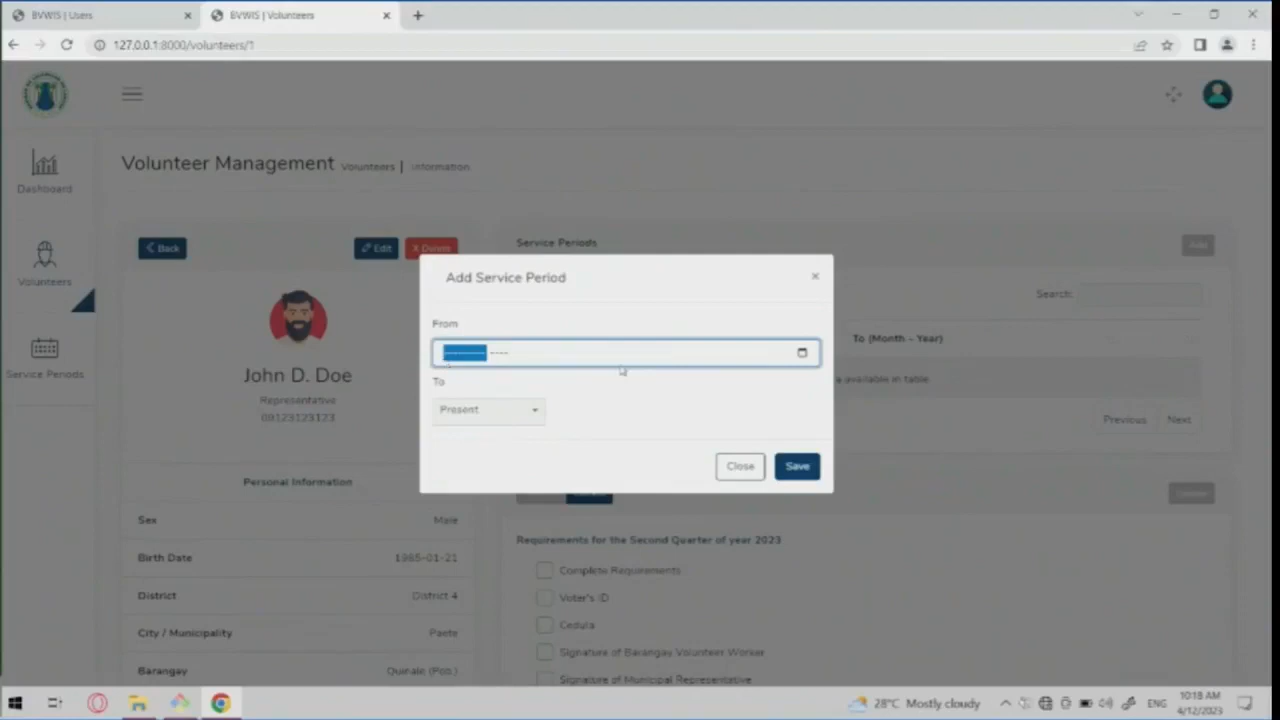 BVWIS | Users
BVWIS | Volunteers
127.0.0.1:8000/volunteers/1
Volunteer Management Volunteers | Information
Dashboard
Volunteers
Service Periods
Back
Edit
X Delete
John D. Doe
Representative
09123123123
Personal Information
Sex Male
Birth Date 1985-01-21
District District 4
City / Municipality Paete
Barangay Quinale (Pob.)
Service Periods
Add
Search:
To (Month - Year)
available in table
Previous Next
Add Service Period
×
From
---------- ----
To
Present
Close
Save
Requirements for the Second Quarter of year 2023
Complete Requirements
Voter's ID
Cedula
Signature of Barangay Volunteer Worker
Signature of Municipal Representative
28°C Mostly cloudy
ENG
10:18 AM
4/12/2023